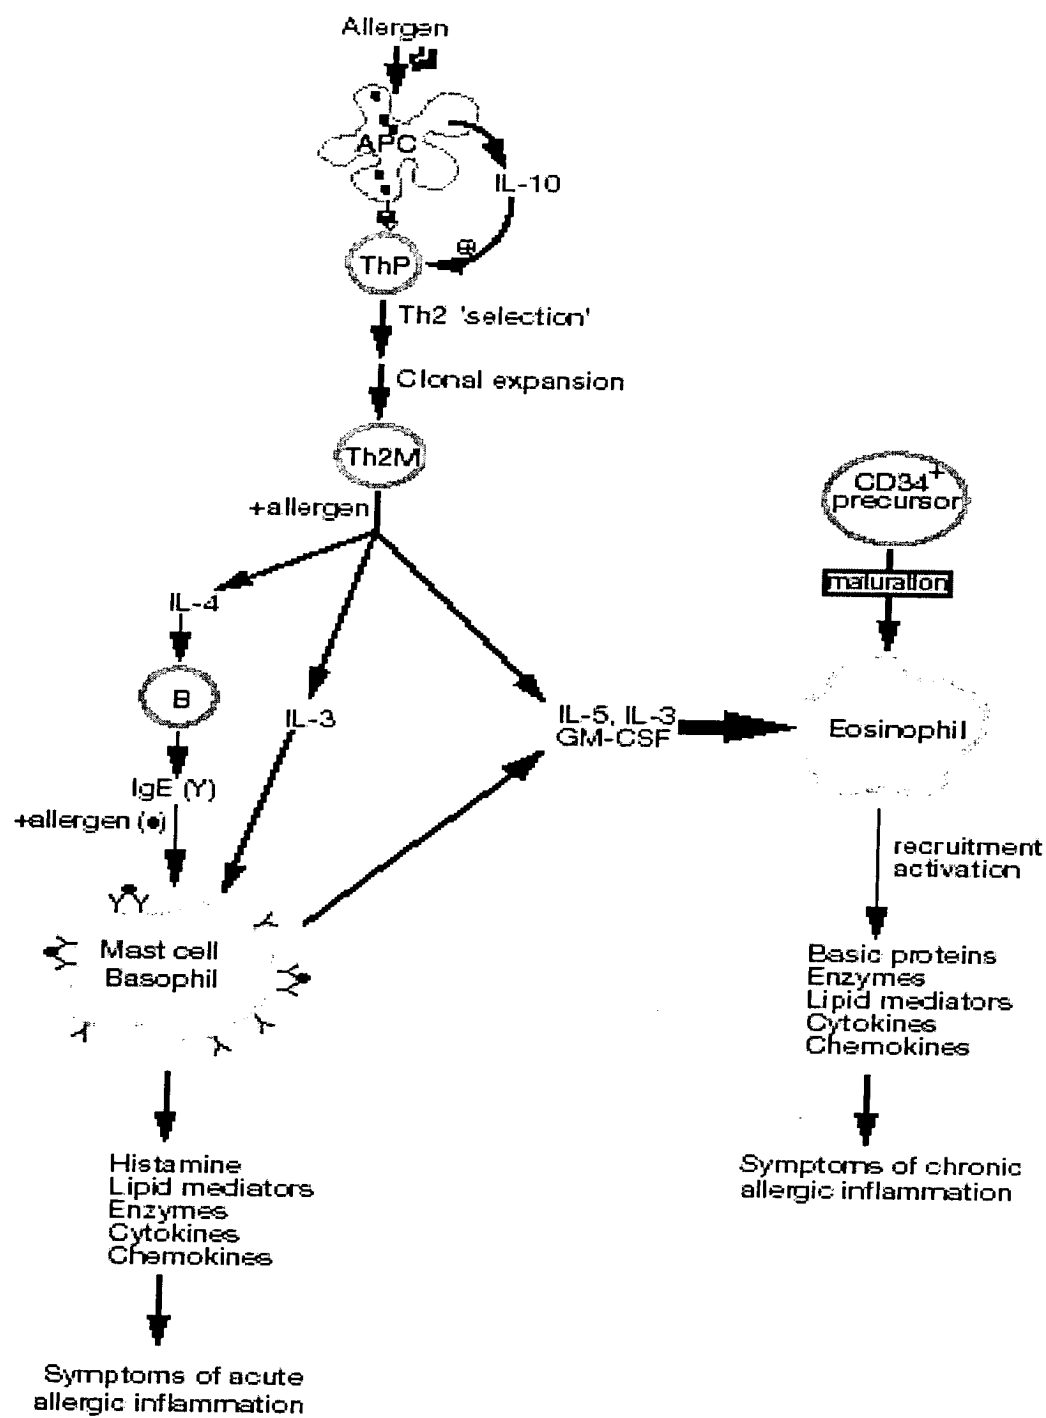 Allergen
APC
IL-10
⊕
ThP
Th2 'selection'
Clonal expansion
Th2M
+allergen
CD34+
precursor
maturation
IL-4
B
IL-3
IL-5, IL-3
GM-CSF
Eosinophil
IgE (Y)
+allergen (●)
recruitment
activation
Mast cell
Basophil
Basic proteins
Enzymes
Lipid mediators
Cytokines
Chemokines
Histamine
Lipid mediators
Enzymes
Cytokines
Chemokines
Symptoms of chronic
allergic inflammation
Symptoms of acute
allergic inflammation